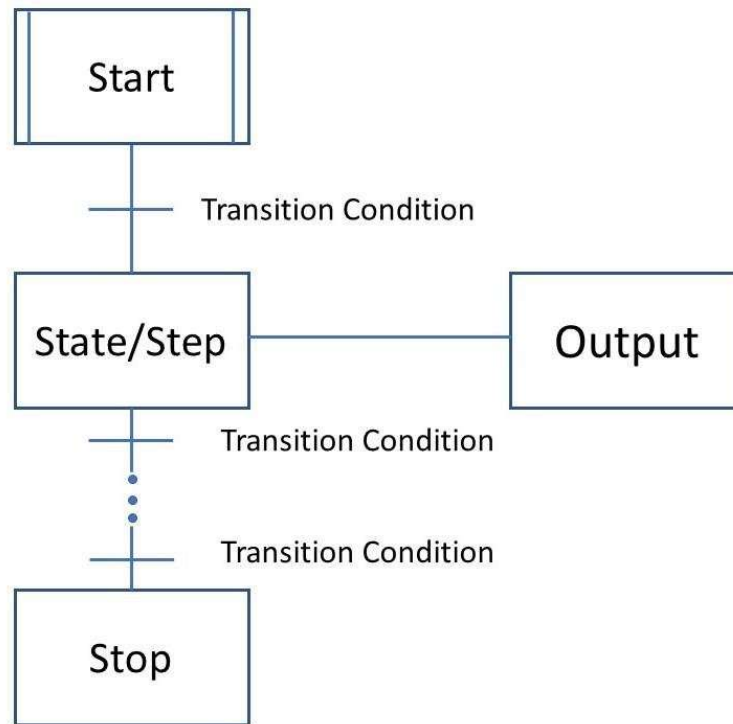 Start
Transition Condition
State/Step
Output
Transition Condition
Transition Condition
Stop